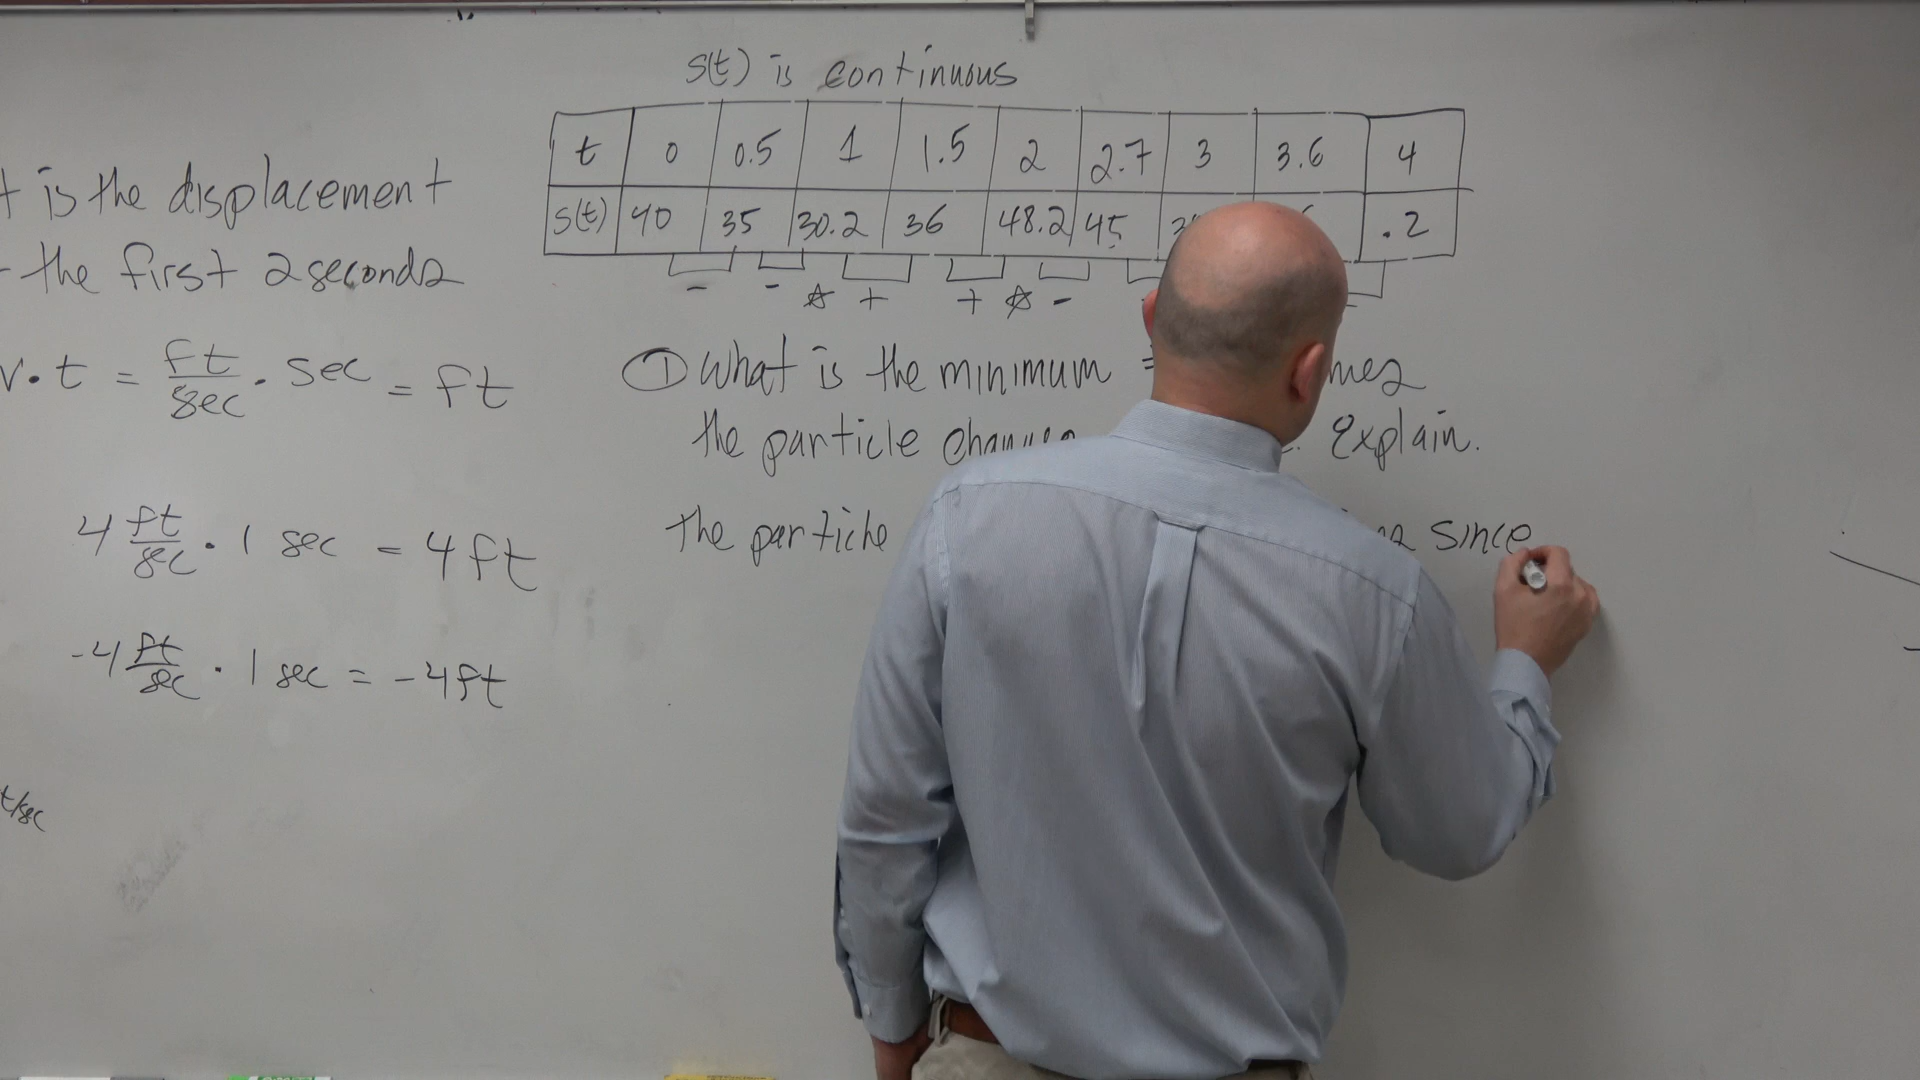 s(t) is continuous
t 0 0.5 1 1.5 2 2.7 3 3.6 4
s(t) 40 35 30.2 36 48.2 45 .2
- - ☆ + + ☆ -
① What is the minimum
the particle Explain.
the particle since
t is the displacement
the first 2 seconds
v • t = ft/sec • sec = ft
4 ft/sec • 1 sec = 4 ft
-4 ft/sec • 1 sec = -4 ft
t/sec